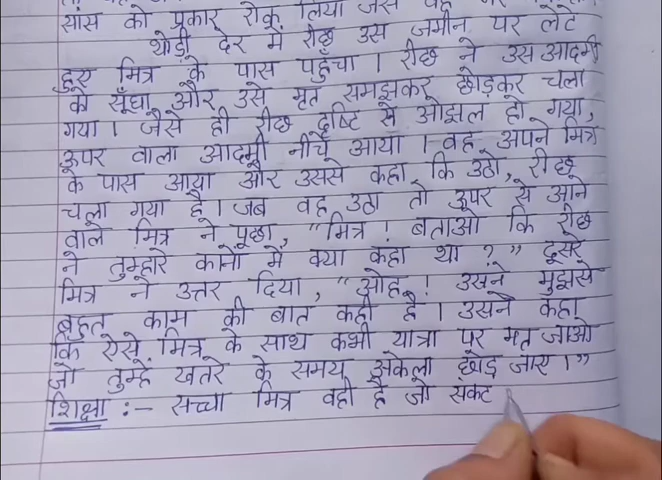 सांस को प्रकार रोक लिया जैसे वह
थोड़ी देर में रीछ उस जमीन पर लेटे
हुए मित्र के पास पहुँचा । रीछ ने उस आदमी
को सूँघा और उसे मृत समझकर छोड़कर चला
गया । जैसे ही रीछ दृष्टि से ओझल हो गया,
ऊपर वाला आदमी नीचे आया । वह अपने मित्र
के पास आया और उससे कहा कि उठो, रीछ
चला गया है । जब वह उठा तो ऊपर से आने
वाले मित्र ने पूछा, "मित्र ! बताओ कि रीछ
ने तुम्हारे कानों में क्या कहा था ?" दूसरे
मित्र ने उत्तर दिया, "ओह ! उसने मुझसे
बहुत काम की बात कही है । उसने कहा
कि ऐसे मित्र के साथ कभी यात्रा पर मत जाओ
जो तुम्हे खतरे के समय अकेला छोड़ जाए ।"
शिक्षा :- सच्चा मित्र वही है जो संकट